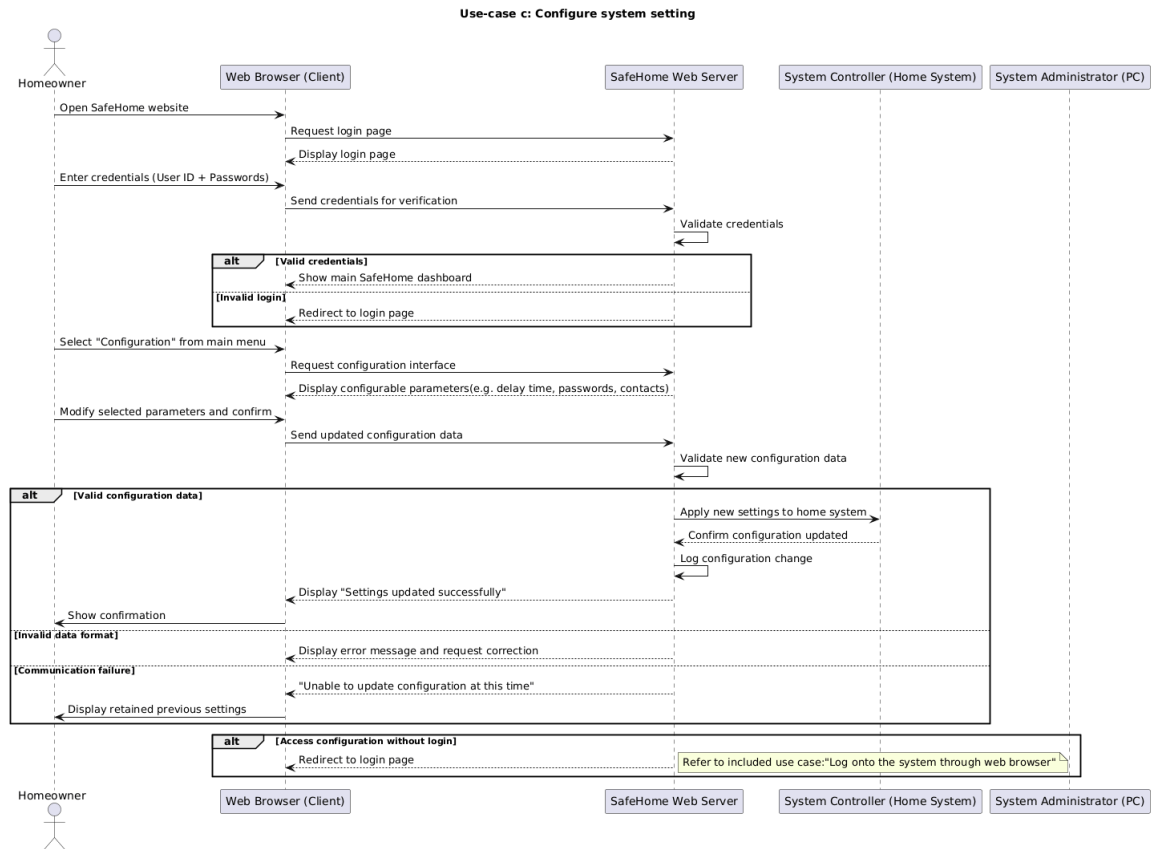 Use-case c: Configure system setting
Homeowner
Web Browser (Client)
SafeHome Web Server
System Controller (Home System)
System Administrator (PC)
Open SafeHome website
Request login page
Display login page
Enter credentials (User ID + Passwords)
Send credentials for verification
Validate credentials
alt [Valid credentials]
Show main SafeHome dashboard
[Invalid login]
Redirect to login page
Select "Configuration" from main menu
Request configuration interface
Display configurable parameters(e.g. delay time, passwords, contacts)
Modify selected parameters and confirm
Send updated configuration data
Validate new configuration data
alt [Valid configuration data]
Apply new settings to home system
Confirm configuration updated
Log configuration change
Display "Settings updated successfully"
Show confirmation
[Invalid data format]
Display error message and request correction
[Communication failure]
"Unable to update configuration at this time"
Display retained previous settings
alt [Access configuration without login]
Redirect to login page
Refer to included use case:"Log onto the system through web browser"
Homeowner
Web Browser (Client)
SafeHome Web Server
System Controller (Home System)
System Administrator (PC)